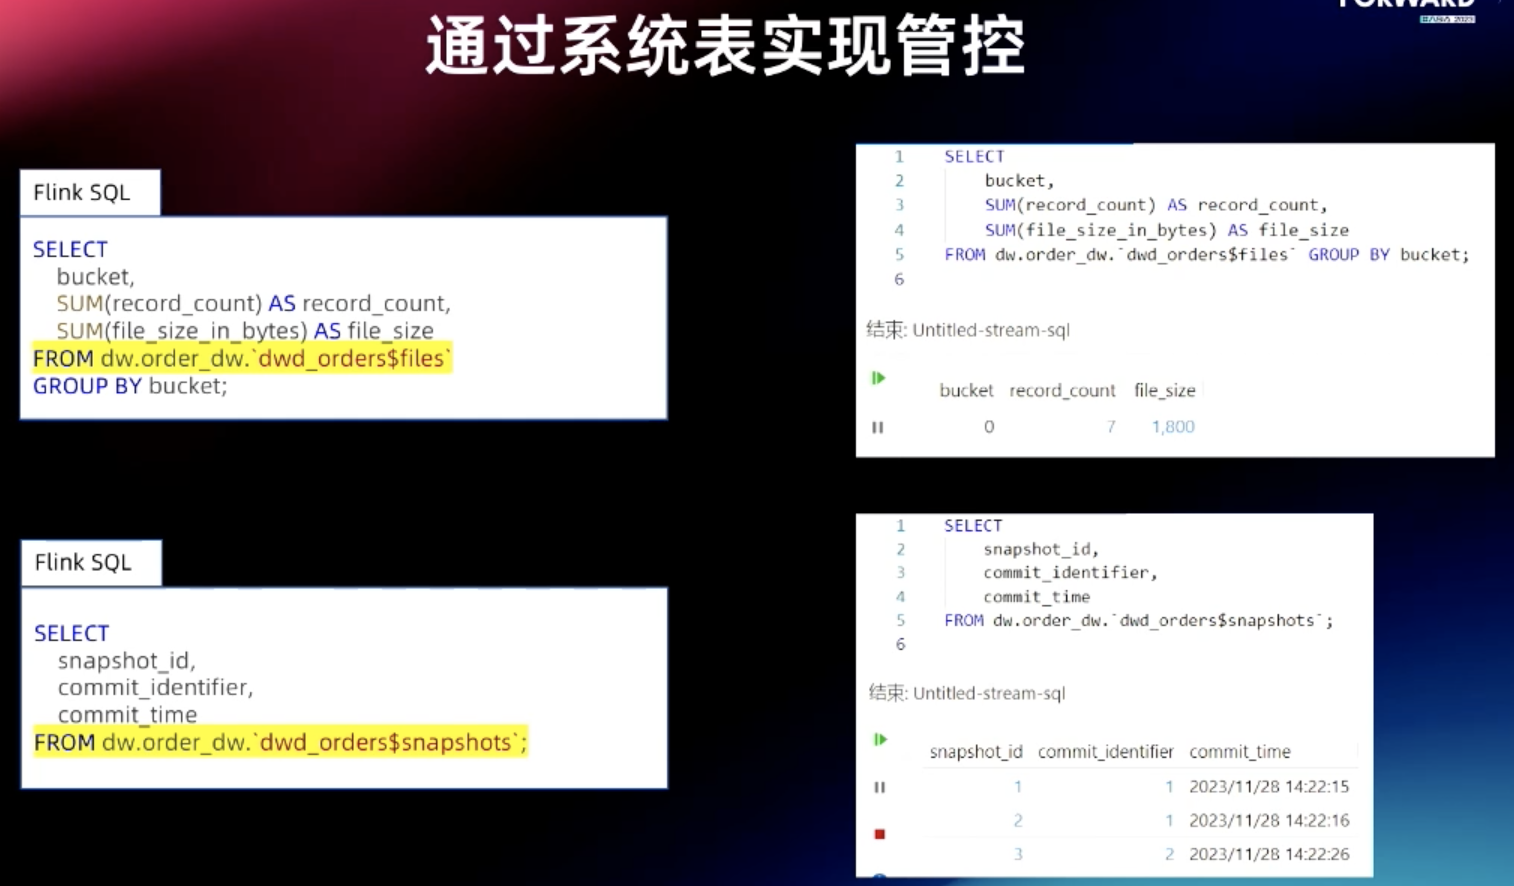 通过系统表实现管控
FORWARD
Flink SQL
SELECT
bucket,
SUM(record_count) AS record_count,
SUM(file_size_in_bytes) AS file_size
FROM dw.order_dw.`dwd_orders$files`
GROUP BY bucket;
1 SELECT
2 bucket,
3 SUM(record_count) AS record_count,
4 SUM(file_size_in_bytes) AS file_size
5 FROM dw.order_dw.`dwd_orders$files` GROUP BY bucket;
6
结束: Untitled-stream-sql
bucket record_count file_size
0 7 1,800
Flink SQL
SELECT
snapshot_id,
commit_identifier,
commit_time
FROM dw.order_dw.`dwd_orders$snapshots`;
1 SELECT
2 snapshot_id,
3 commit_identifier,
4 commit_time
5 FROM dw.order_dw.`dwd_orders$snapshots`;
6
结束: Untitled-stream-sql
snapshot_id commit_identifier commit_time
1 1 2023/11/28 14:22:15
2 1 2023/11/28 14:22:16
3 2 2023/11/28 14:22:26